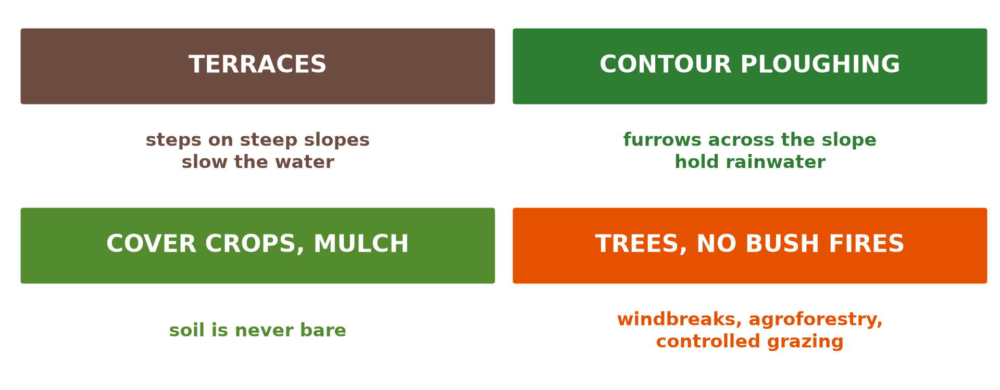 TERRACES
steps on steep slopes
slow the water
CONTOUR PLOUGHING
furrows across the slope
hold rainwater
COVER CROPS, MULCH
soil is never bare
TREES, NO BUSH FIRES
windbreaks, agroforestry,
controlled grazing